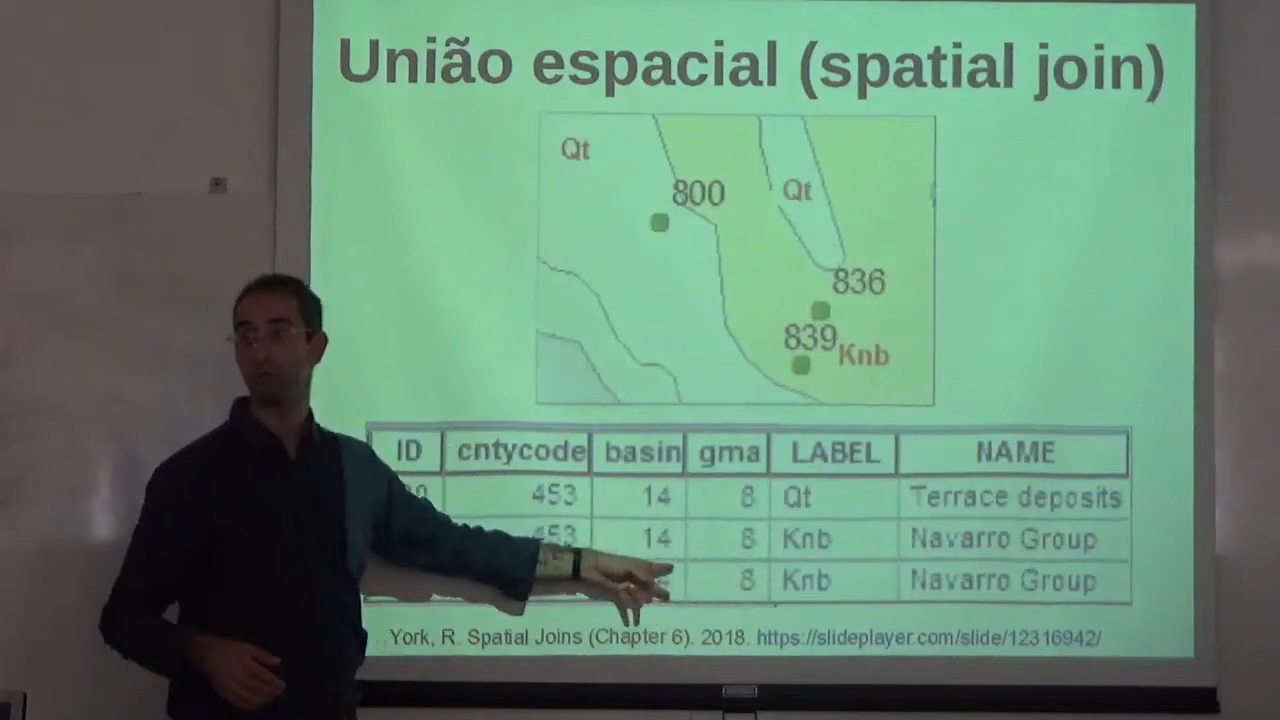 União espacial (spatial join)
Qt
800
Qt
836
839
Knb
ID cntycode basin gma LABEL NAME
453 14 8 Qt Terrace deposits
453 14 8 Knb Navarro Group
8 Knb Navarro Group
York, R. Spatial Joins (Chapter 6). 2018. https://slideplayer.com/slide/12316942/